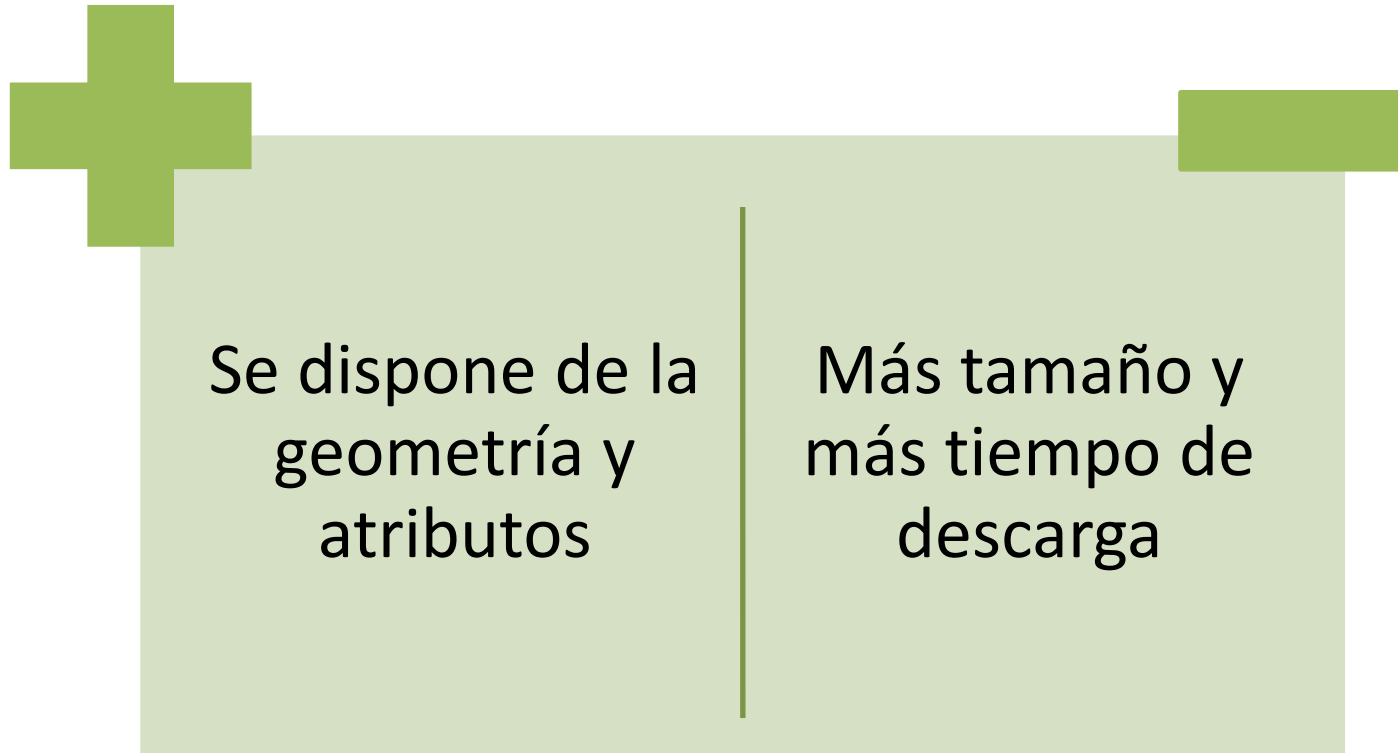 Se dispone de la
geometría y
atributos
Más tamaño y
más tiempo de
descarga